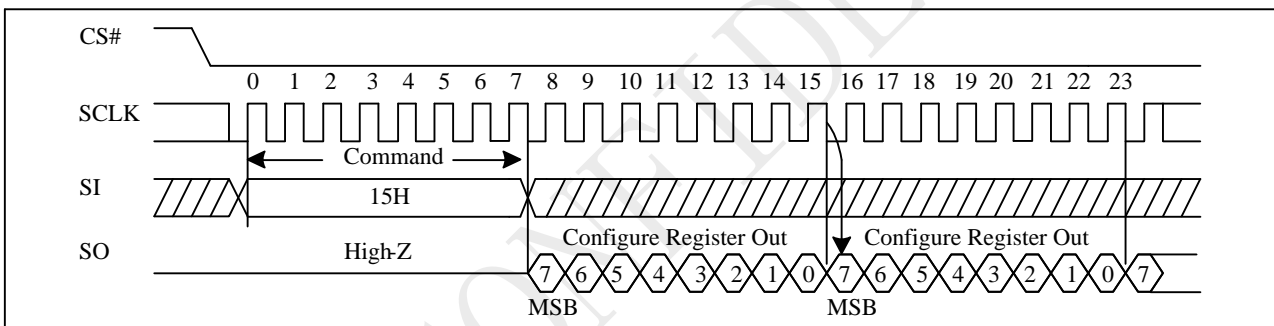 CS#
0 1 2 3 4 5 6 7 8 9 10 11 12 13 14 15 16 17 18 19 20 21 22 23
SCLK
Command
SI
15H
SO
High-Z
Configure Register Out Configure Register Out
7 6 5 4 3 2 1 0 7 6 5 4 3 2 1 0 7
MSB MSB